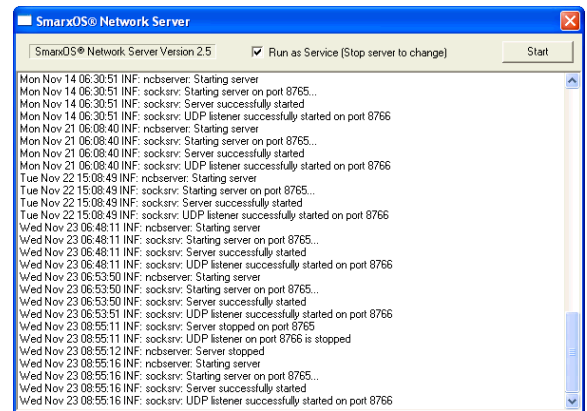 SmarxOS® Network Server
SmarxOS® Network Server Version 2.5
Run as Service (Stop server to change)
Start
Mon Nov 14 06:30:51 INF: ncbserver: Starting server
Mon Nov 14 06:30:51 INF: socksrv: Starting server on port 8765...
Mon Nov 14 06:30:51 INF: socksrv: Server successfully started
Mon Nov 14 06:30:51 INF: socksrv: UDP listener successfully started on port 8766
Mon Nov 21 06:08:40 INF: ncbserver: Starting server
Mon Nov 21 06:08:40 INF: socksrv: Starting server on port 8765...
Mon Nov 21 06:08:40 INF: socksrv: Server successfully started
Mon Nov 21 06:08:40 INF: socksrv: UDP listener successfully started on port 8766
Tue Nov 22 15:08:49 INF: ncbserver: Starting server
Tue Nov 22 15:08:49 INF: socksrv: Starting server on port 8765...
Tue Nov 22 15:08:49 INF: socksrv: Server successfully started
Tue Nov 22 15:08:49 INF: socksrv: UDP listener successfully started on port 8766
Wed Nov 23 06:48:11 INF: ncbserver: Starting server
Wed Nov 23 06:48:11 INF: socksrv: Starting server on port 8765...
Wed Nov 23 06:48:11 INF: socksrv: Server successfully started
Wed Nov 23 06:48:11 INF: socksrv: UDP listener successfully started on port 8766
Wed Nov 23 06:53:50 INF: ncbserver: Starting server
Wed Nov 23 06:53:50 INF: socksrv: Starting server on port 8765...
Wed Nov 23 06:53:50 INF: socksrv: Server successfully started
Wed Nov 23 06:53:51 INF: socksrv: UDP listener successfully started on port 8766
Wed Nov 23 08:55:11 INF: socksrv: Server stopped on port 8765
Wed Nov 23 08:55:11 INF: socksrv: UDP listener on port 8766 is stopped
Wed Nov 23 08:55:12 INF: ncbserver: Server stopped
Wed Nov 23 08:55:16 INF: ncbserver: Starting server
Wed Nov 23 08:55:16 INF: socksrv: Starting server on port 8765...
Wed Nov 23 08:55:16 INF: socksrv: Server successfully started
Wed Nov 23 08:55:16 INF: socksrv: UDP listener successfully started on port 8766